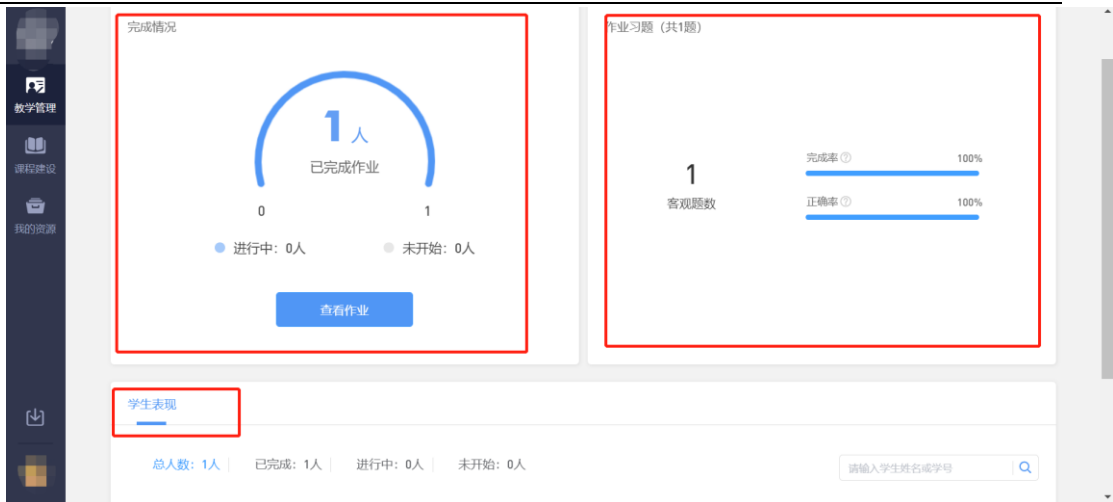 教学管理
课程建设
我的资源
完成情况
1人
已完成作业
0
1
进行中：0人
未开始：0人
查看作业
作业习题（共1题）
1
客观题数
完成率
100%
正确率
100%
学生表现
总人数：1人
已完成：1人
进行中：0人
未开始：0人
请输入学生姓名或学号